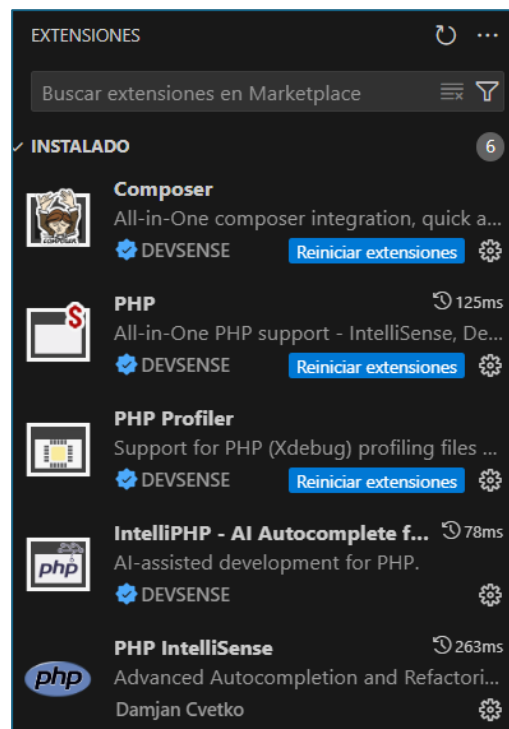 EXTENSIONES
Buscar extensiones en Marketplace
INSTALADO 6
Composer
All-in-One composer integration, quick a...
DEVSENSE Reiniciar extensiones
PHP 125ms
All-in-One PHP support - IntelliSense, De...
DEVSENSE Reiniciar extensiones
PHP Profiler
Support for PHP (Xdebug) profiling files ...
DEVSENSE Reiniciar extensiones
IntelliPHP - AI Autocomplete f... 78ms
AI-assisted development for PHP.
DEVSENSE
PHP IntelliSense 263ms
Advanced Autocompletion and Refactori...
Damjan Cvetko
COMPOSER
$
php
php